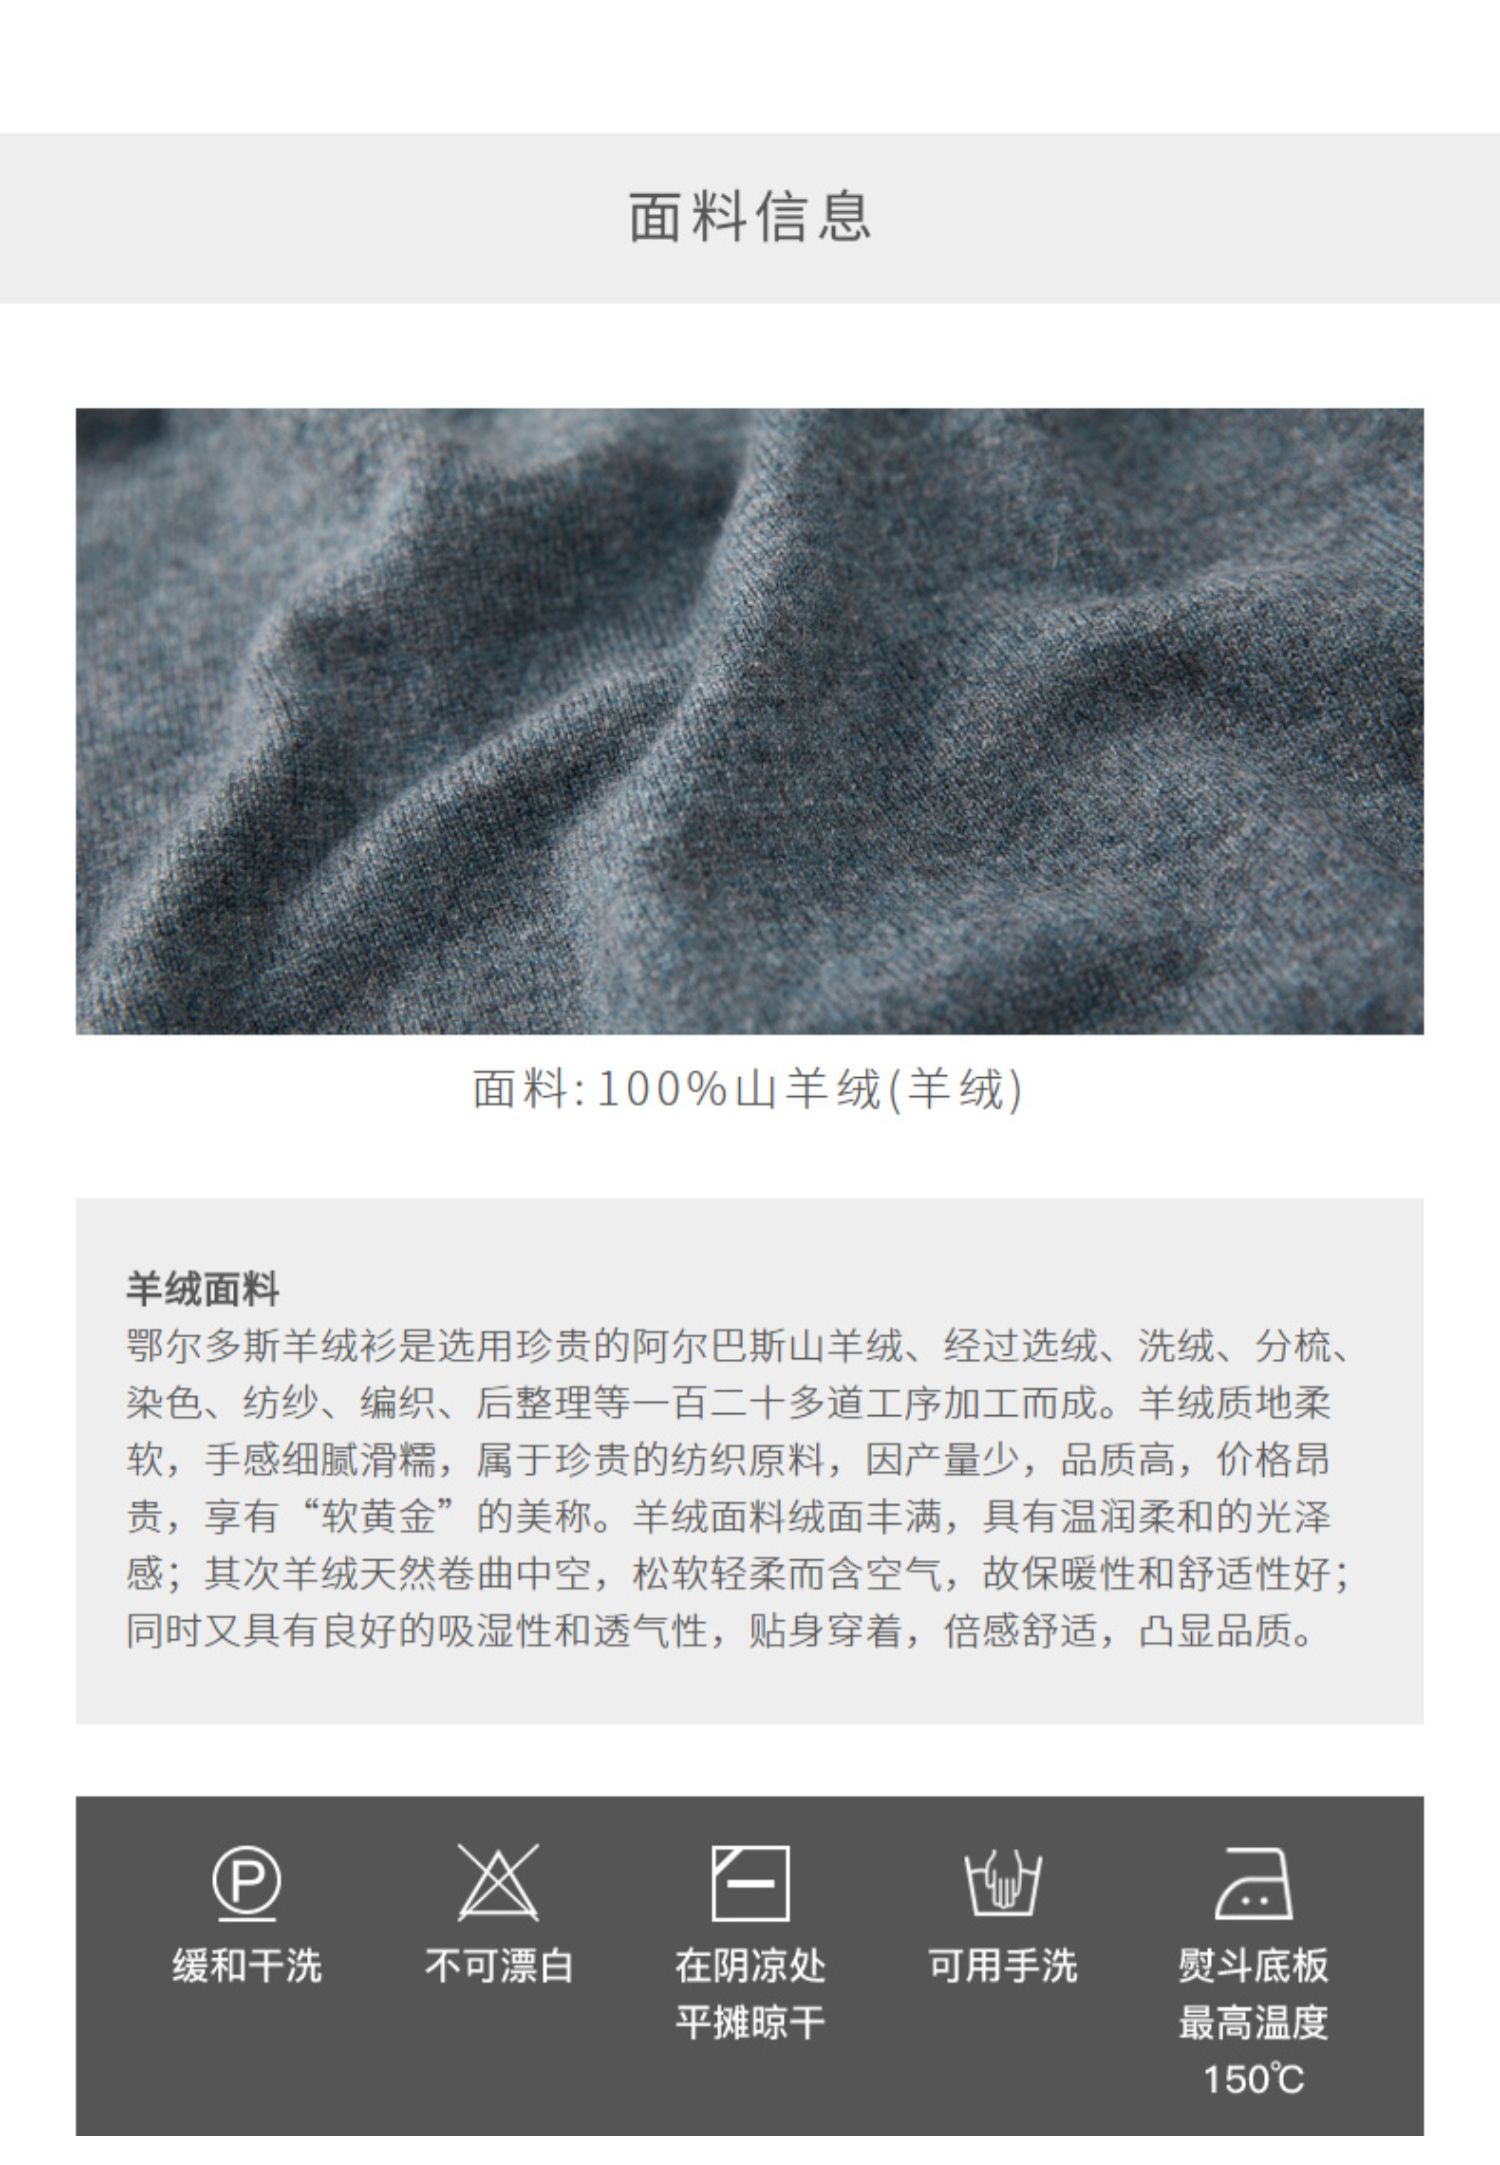 面料信息
面料:100%山羊绒(羊绒)
羊绒面料
鄂尔多斯羊绒衫是选用珍贵的阿尔巴斯山羊绒、经过选绒、洗绒、分梳、
染色、纺纱、编织、后整理等一百二十多道工序加工而成。羊绒质地柔
软，手感细腻滑糯，属于珍贵的纺织原料，因产量少，品质高，价格昂
贵，享有“软黄金”的美称。羊绒面料绒面丰满，具有温润柔和的光泽
感；其次羊绒天然卷曲中空，松软轻柔而含空气，故保暖性和舒适性好；
同时又具有良好的吸湿性和透气性，贴身穿着，倍感舒适，凸显品质。
P
缓和干洗
不可漂白
在阴凉处
平摊晾干
可用手洗
熨斗底板
最高温度
150℃